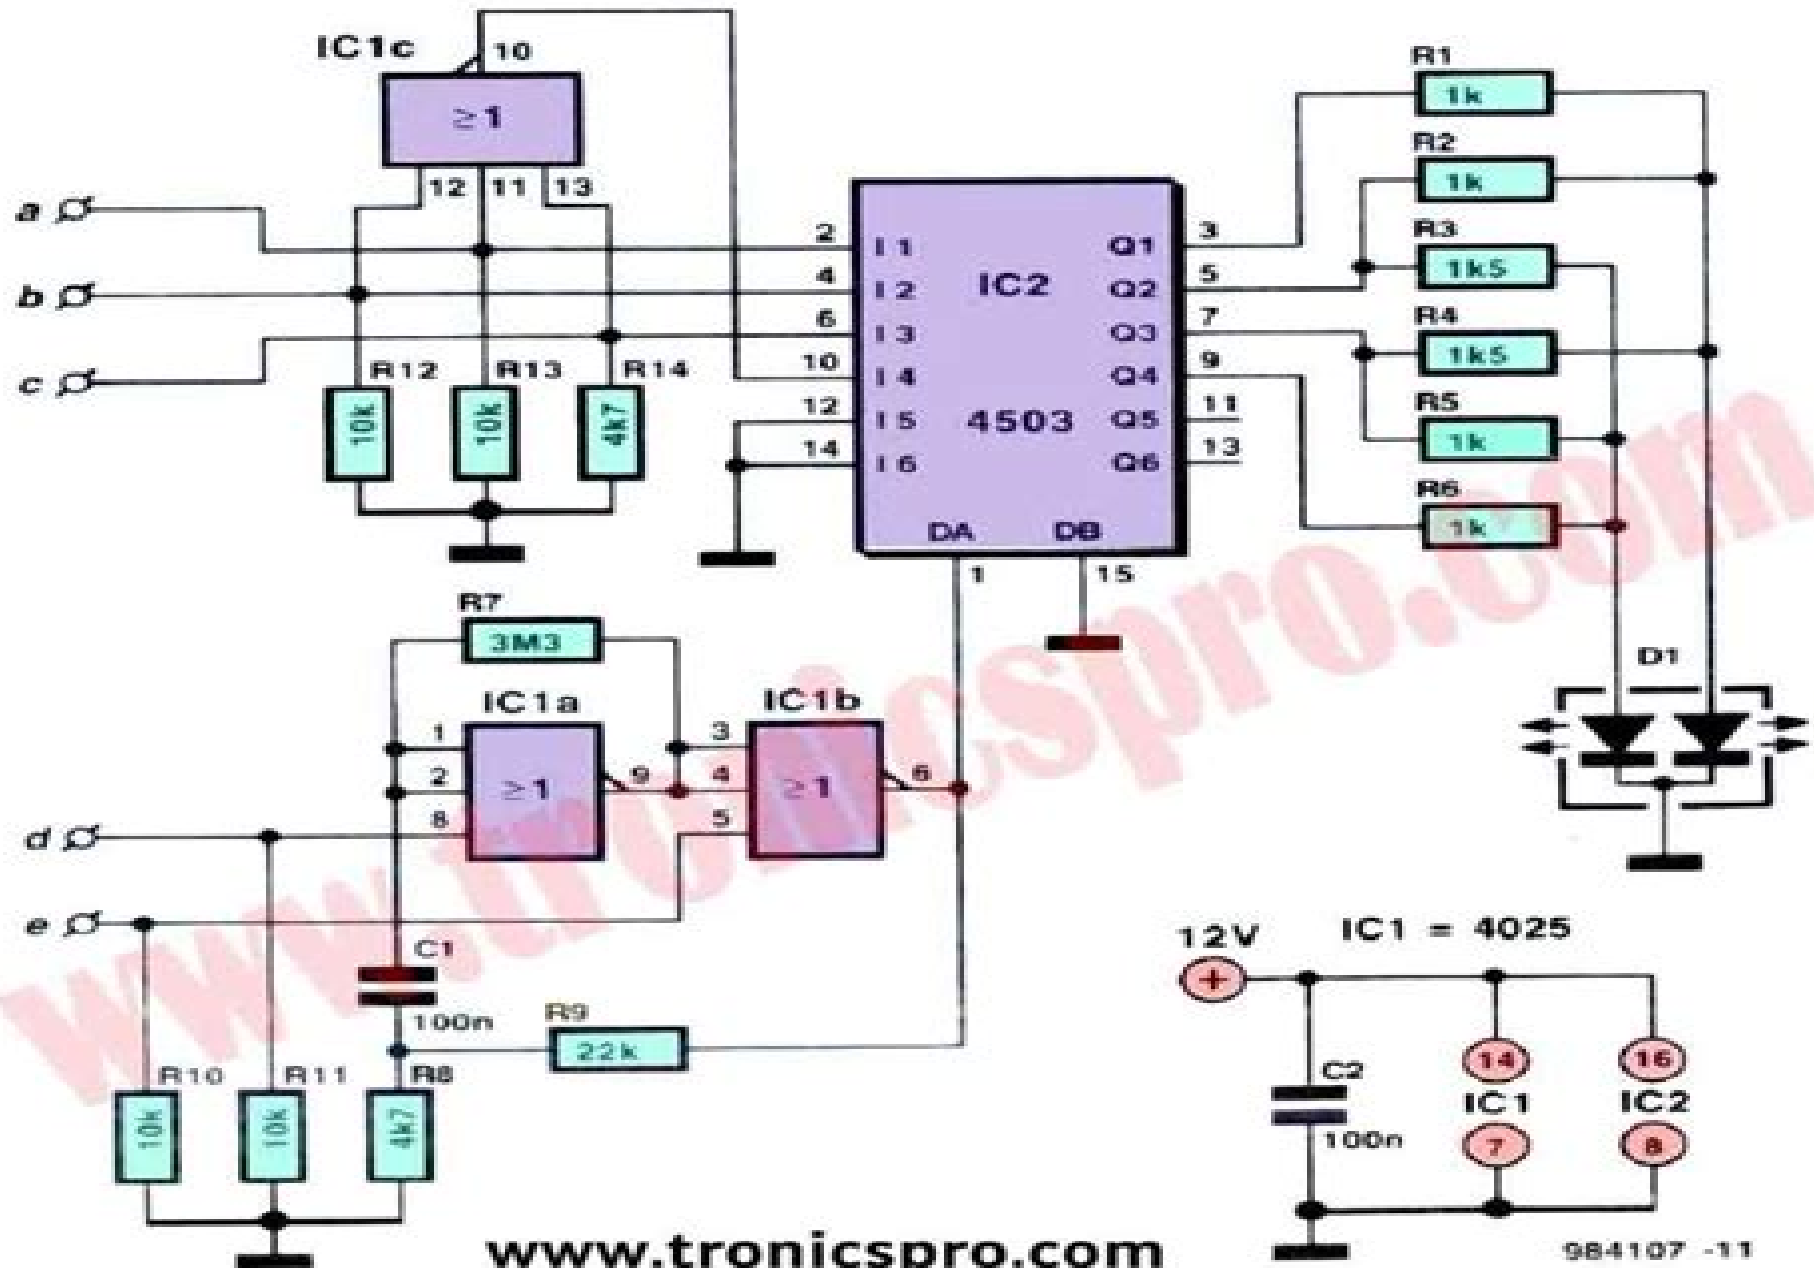 IC1c
10
≥1
12 11 13
a
b
c
R12
10k
R13
10k
R14
4k7
2
4
6
10
12
14
I1
I2
I3
I4
I5
I6
IC2
4503
Q1
Q2
Q3
Q4
Q5
Q6
DA
DB
3
5
7
9
11
13
1
15
R1
1k
R2
1k
R3
1k5
R4
1k5
R5
1k
R6
1k
D1
R7
3M3
IC1a
1
2
8
≥1
9
IC1b
3
4
5
≥1
6
d
e
C1
100n
R9
22k
R10
10k
R11
10k
R8
4k7
12V
+
IC1 = 4025
C2
100n
14
IC1
7
16
IC2
8
984107 -11
www.tronicspro.com
www.tronicspro.com